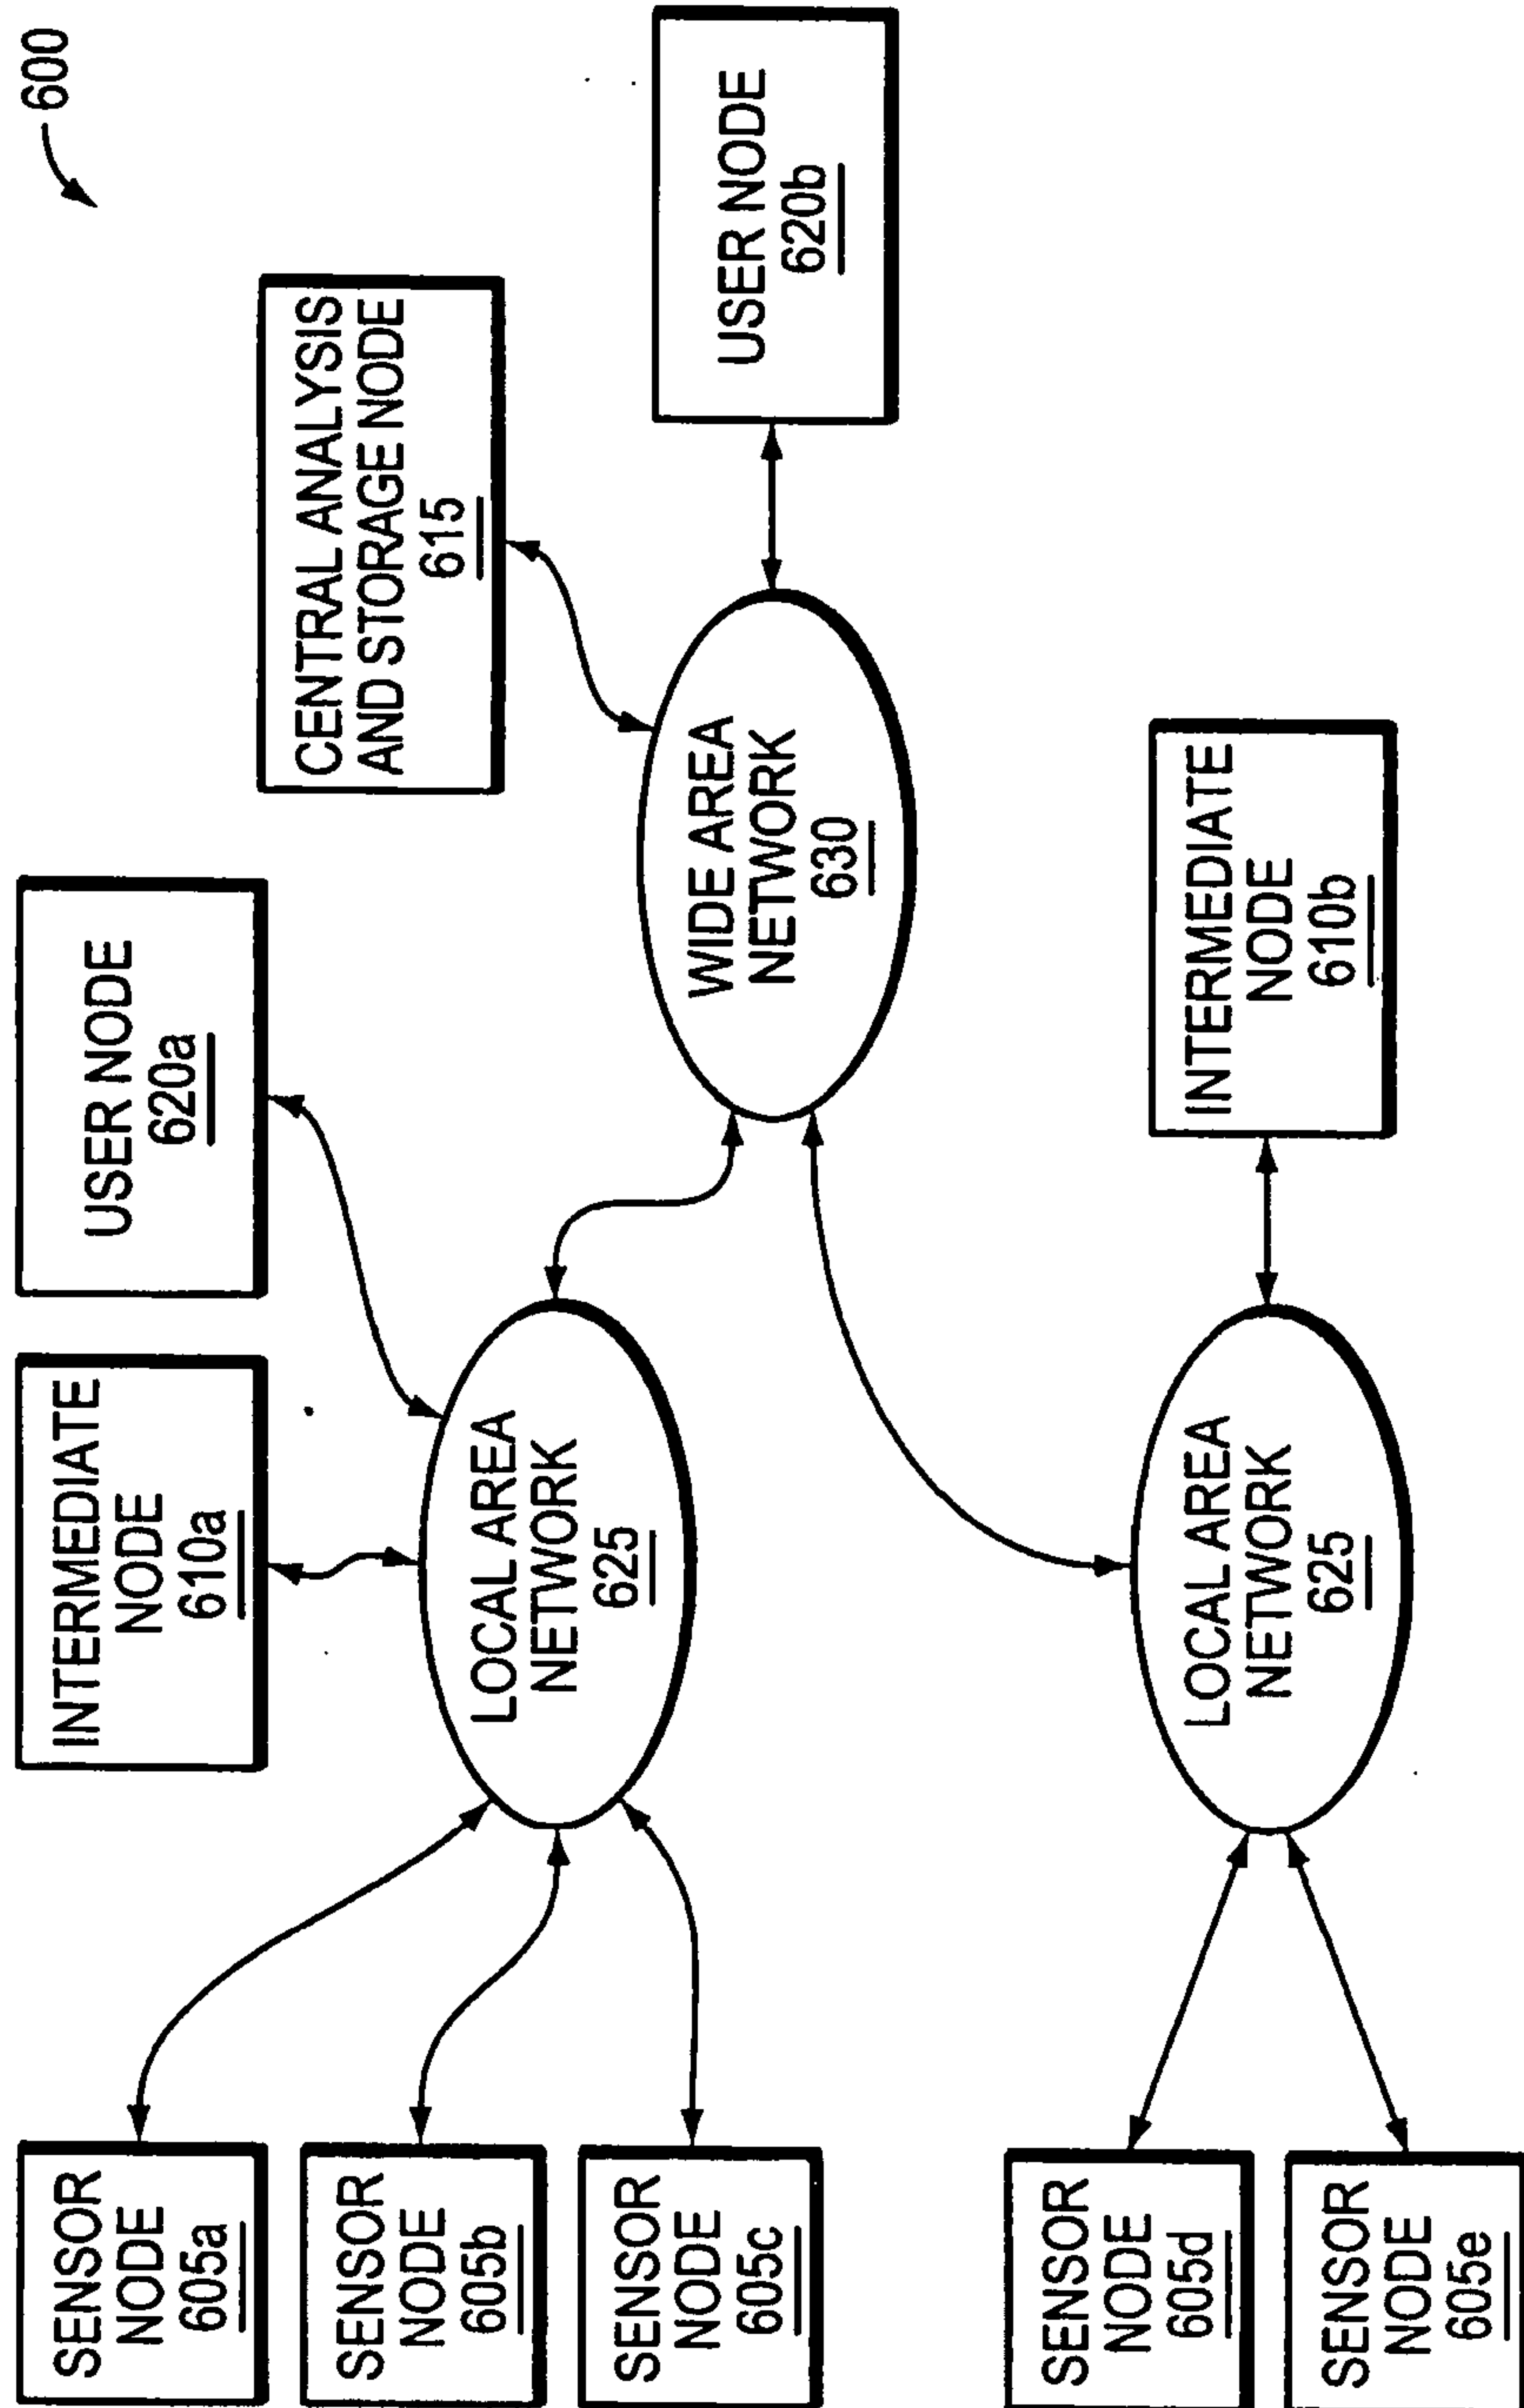 600
INTERMEDIATE
NODE
610a
USER NODE
620a
CENTRAL ANALYSIS
AND STORAGE NODE
615
SENSOR
NODE
605a
SENSOR
NODE
605b
SENSOR
NODE
605c
LOCAL AREA
NETWORK
625
WIDE AREA
NETWORK
630
USER NODE
620b
SENSOR
NODE
605d
SENSOR
NODE
605e
LOCAL AREA
NETWORK
625
INTERMEDIATE
NODE
610b